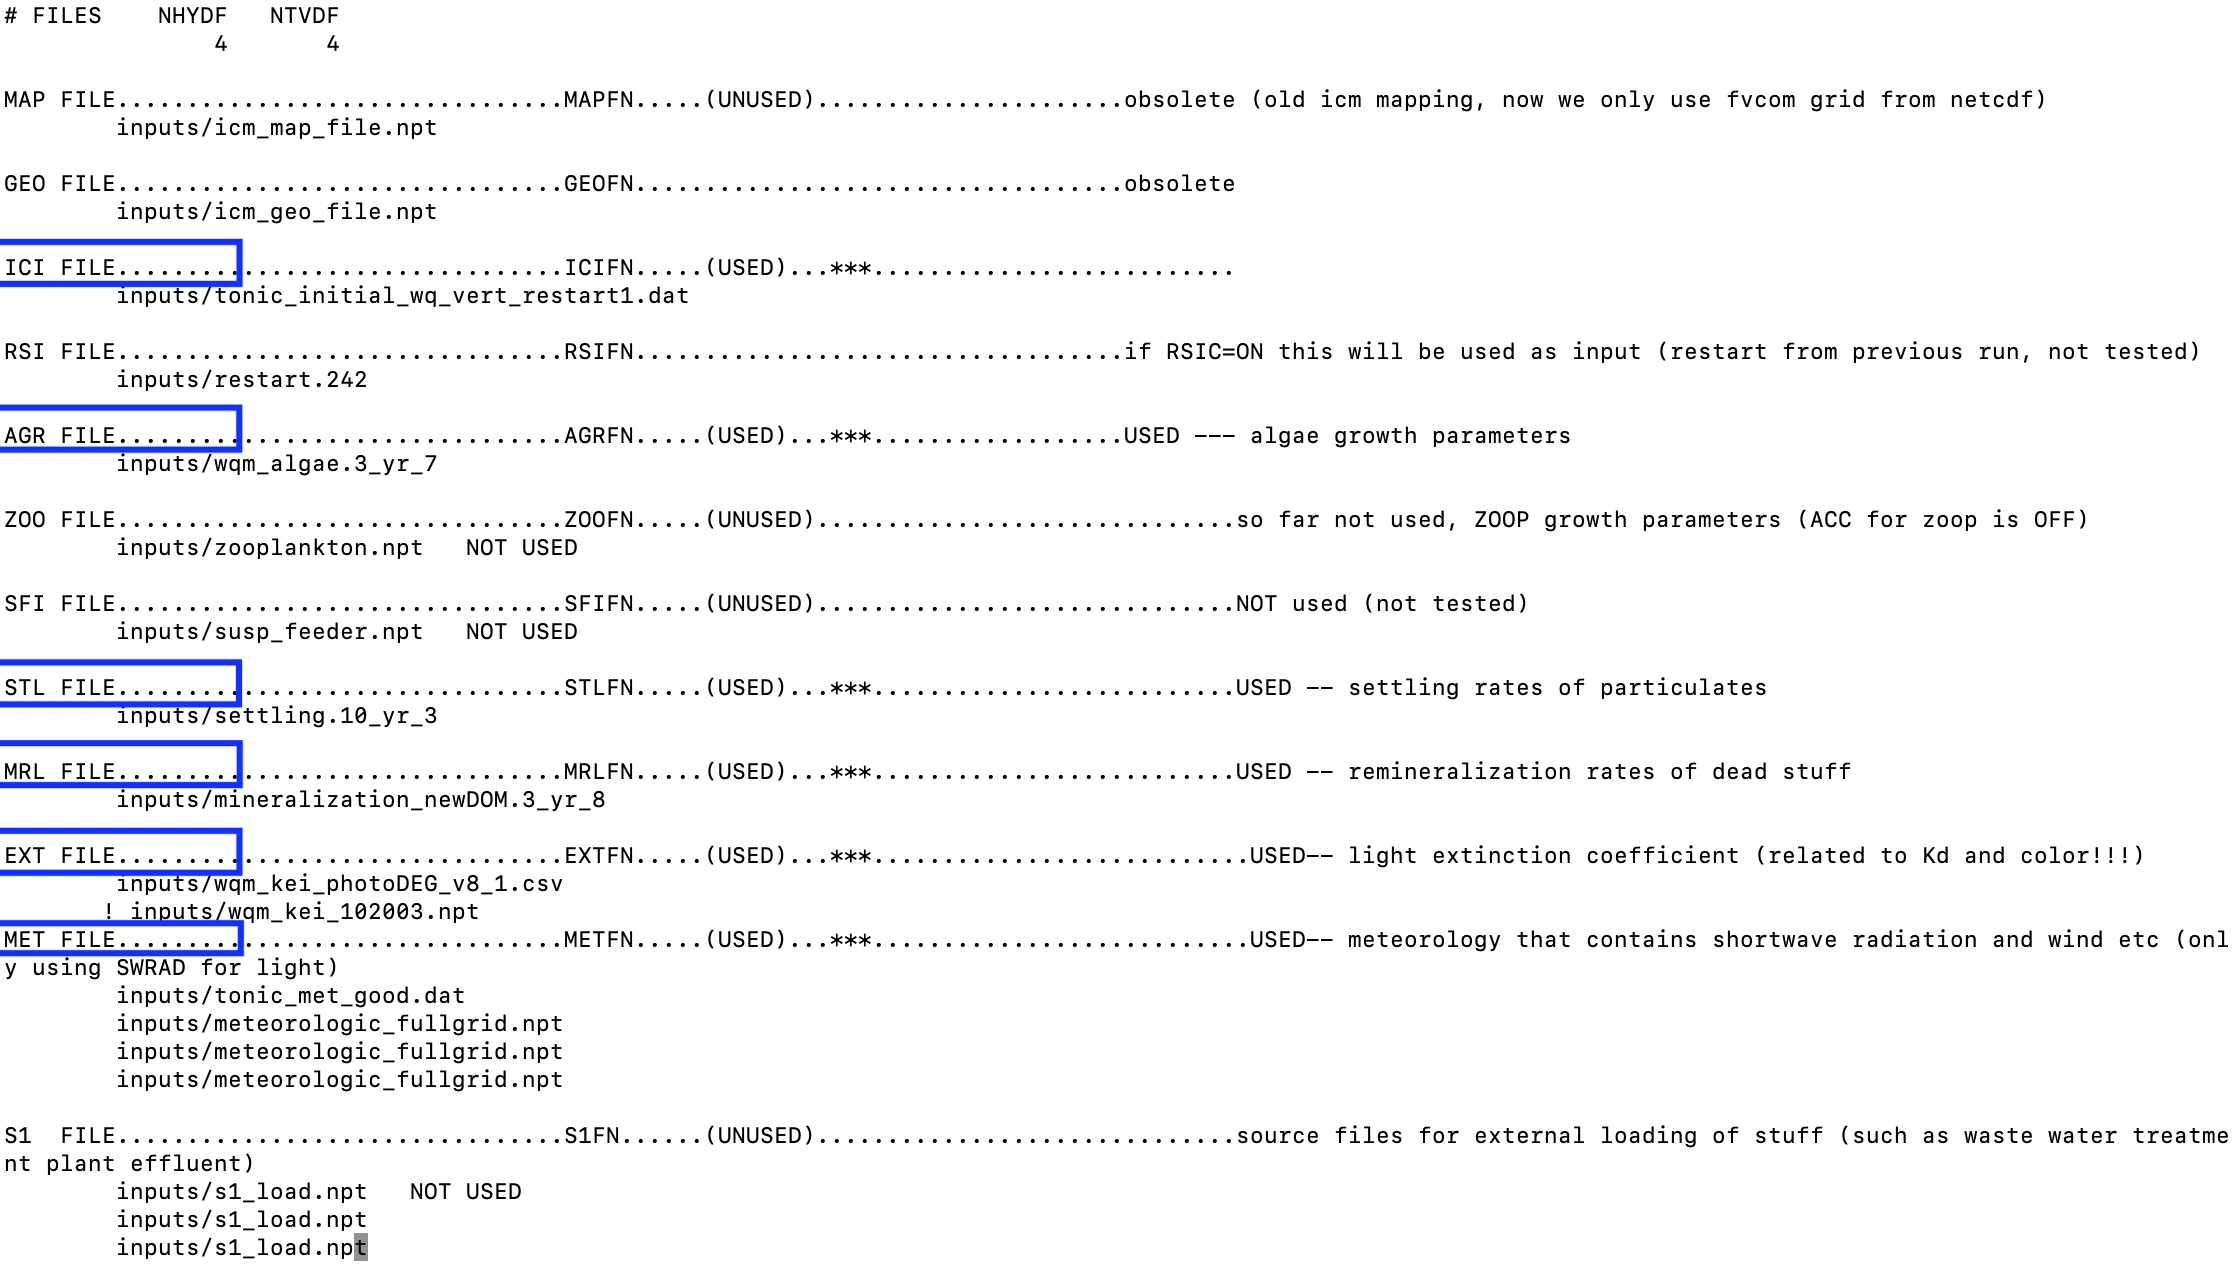 # FILES    NHYDF   NTVDF
               4       4
MAP FILE................................MAPFN.....(UNUSED)......................obsolete (old icm mapping, now we only use fvcom grid from netcdf)
        inputs/icm_map_file.npt
GEO FILE................................GEOFN...................................obsolete
        inputs/icm_geo_file.npt
ICI FILE................................ICIFN.....(USED)...***..........................
        inputs/tonic_initial_wq_vert_restart1.dat
RSI FILE................................RSIFN...................................if RSIC=ON this will be used as input (restart from previous run, not tested)
        inputs/restart.242
AGR FILE................................AGRFN.....(USED)...***..................USED --- algae growth parameters
        inputs/wqm_algae.3_yr_7
ZOO FILE................................ZOOFN.....(UNUSED)..............................so far not used, ZOOP growth parameters (ACC for zoop is OFF)
        inputs/zooplankton.npt   NOT USED
SFI FILE................................SFIFN.....(UNUSED)..............................NOT used (not tested)
        inputs/susp_feeder.npt   NOT USED
STL FILE................................STLFN.....(USED)...***..........................USED -- settling rates of particulates
        inputs/settling.10_yr_3
MRL FILE................................MRLFN.....(USED)...***..........................USED -- remineralization rates of dead stuff
        inputs/mineralization_newDOM.3_yr_8
EXT FILE................................EXTFN.....(USED)...***...........................USED-- light extinction coefficient (related to Kd and color!!!)
        inputs/wqm_kei_photoDEG_v8_1.csv
       ! inputs/wqm_kei_102003.npt
MET FILE................................METFN.....(USED)...***...........................USED-- meteorology that contains shortwave radiation and wind etc (onl
y using SWRAD for light)
        inputs/tonic_met_good.dat
        inputs/meteorologic_fullgrid.npt
        inputs/meteorologic_fullgrid.npt
        inputs/meteorologic_fullgrid.npt
S1  FILE................................S1FN......(UNUSED)..............................source files for external loading of stuff (such as waste water treatme
nt plant effluent)
        inputs/s1_load.npt   NOT USED
        inputs/s1_load.npt
        inputs/s1_load.npt